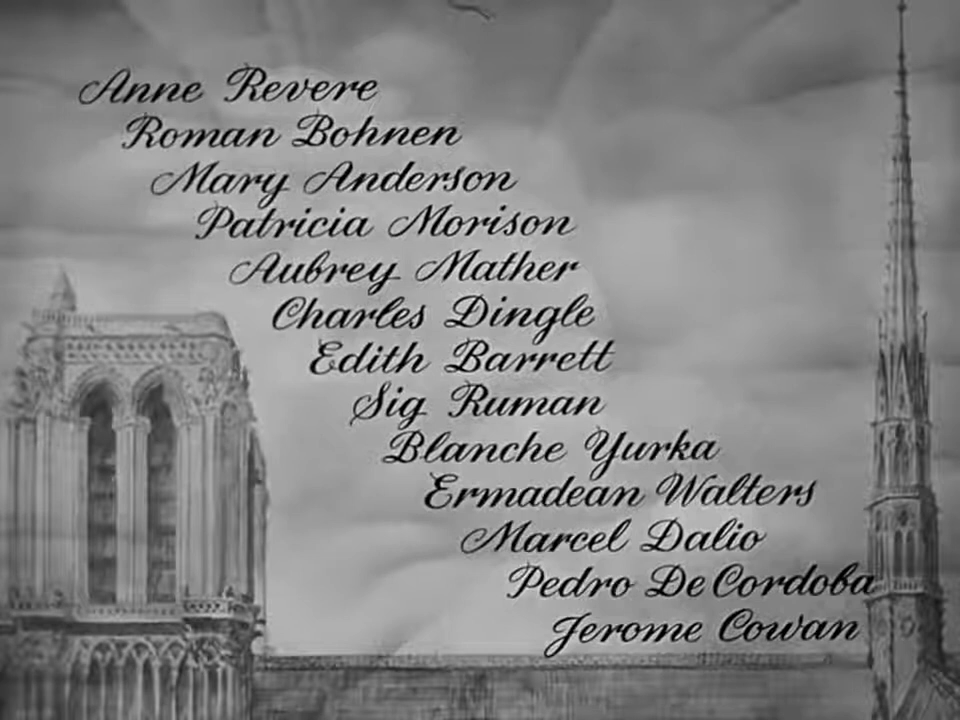 Anne Revere
Roman Bohnen
Mary Anderson
Patricia Morison
Aubrey Mather
Charles Dingle
Edith Barrett
Sig Ruman
Blanche Yurka
Ermadean Walters
Marcel Dalio
Pedro De Cordoba
Jerome Cowan